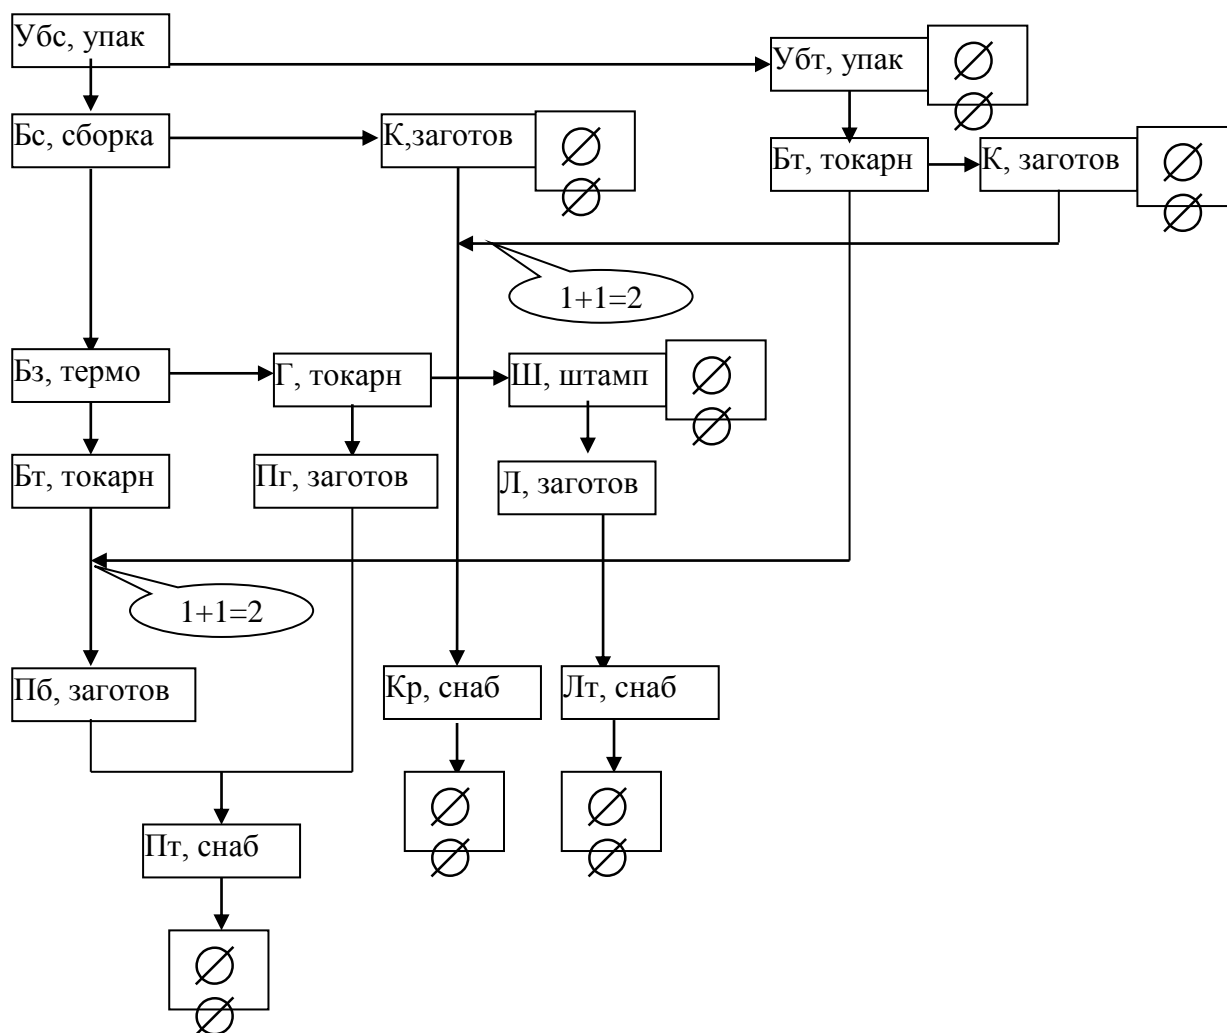 Убс, упак
Убт, упак
∅
∅
Бс, сборка
К,заготов
∅
∅
Бт, токарн
К, заготов
∅
∅
1+1=2
Бз, термо
Г, токарн
Ш, штамп
∅
∅
Бт, токарн
Пг, заготов
Л, заготов
1+1=2
Пб, заготов
Кр, снаб
Лт, снаб
∅
∅
∅
∅
Пт, снаб
∅
∅